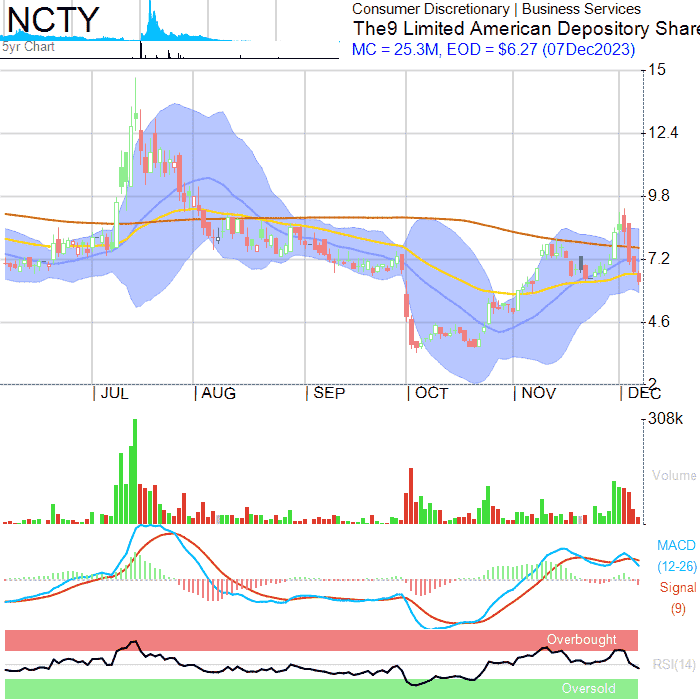 NCTY
5yr Chart
Consumer Discretionary | Business Services
The9 Limited American Depository Share
MC = 25.3M, EOD = $6.27 (07Dec2023)
15
12.4
9.8
7.2
4.6
2
JUL AUG SEP OCT NOV DEC
308k
Volume
MACD
(12-26)
Signal
(9)
Overbought
RSI(14)
Oversold